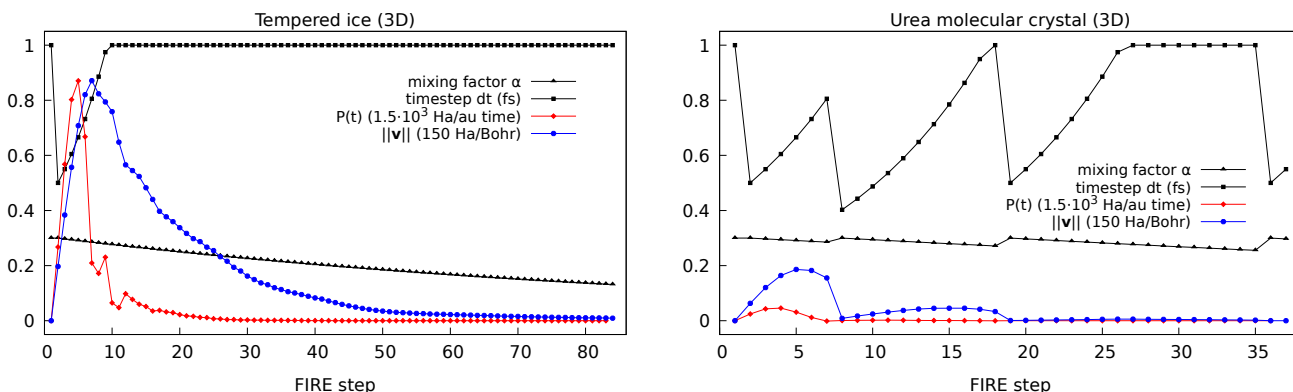 Tempered ice (3D)
1
0.8
0.6
0.4
0.2
0
mixing factor α
timestep dt (fs)
P(t) (1.5·10³ Ha/au time)
||v|| (150 Ha/Bohr)
0 10 20 30 40 50 60 70 80
FIRE step
Urea molecular crystal (3D)
1
0.8
0.6
0.4
0.2
0
mixing factor α
timestep dt (fs)
P(t) (1.5·10³ Ha/au time)
||v|| (150 Ha/Bohr)
0 5 10 15 20 25 30 35
FIRE step